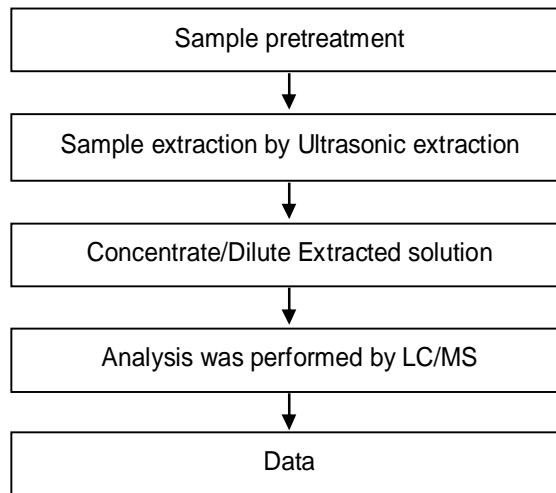 Sample pretreatment
Sample extraction by Ultrasonic extraction
Concentrate/Dilute Extracted solution
Analysis was performed by LC/MS
Data